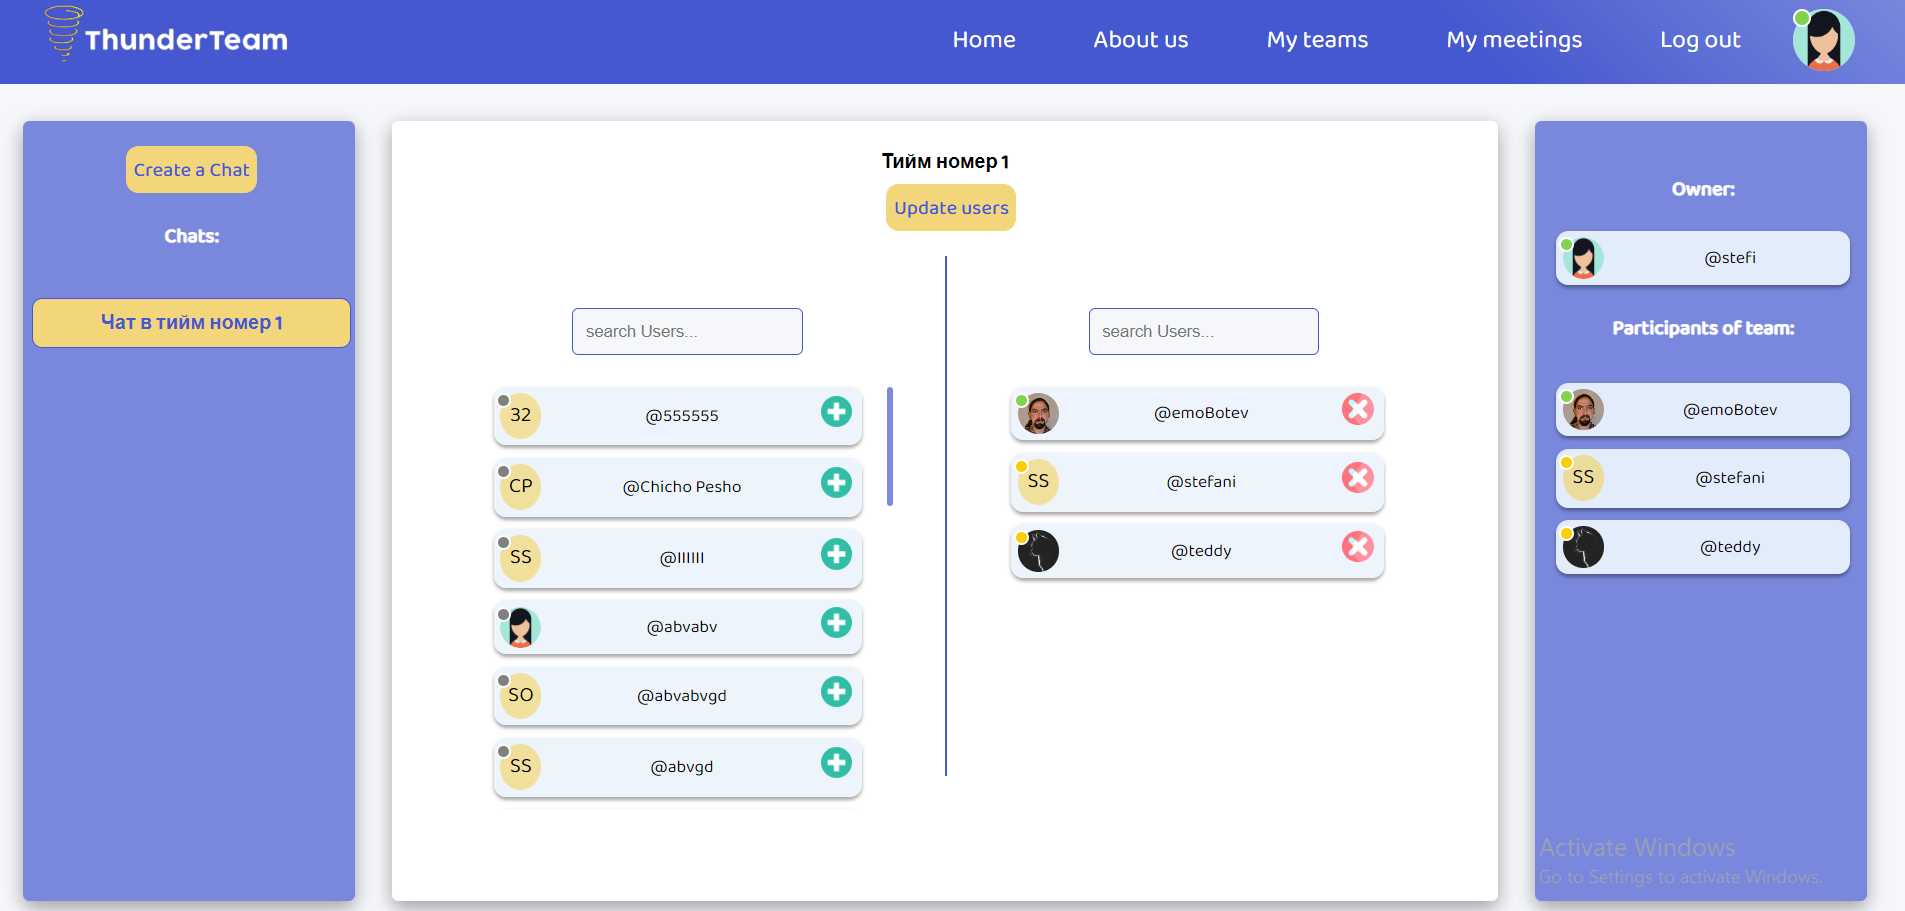 ThunderTeam
Home
About us
My teams
My meetings
Log out
Create a Chat
Chats:
Чат в тийм номер 1
Тийм номер 1
Update users
search Users...
32
@555555
CP
@Chicho Pesho
SS
@llllll
@abvabv
SO
@abvabvgd
SS
@abvgd
search Users...
@emoBotev
SS
@stefani
@teddy
Owner:
@stefi
Participants of team:
@emoBotev
SS
@stefani
@teddy
Activate Windows
Go to Settings to activate Windows.